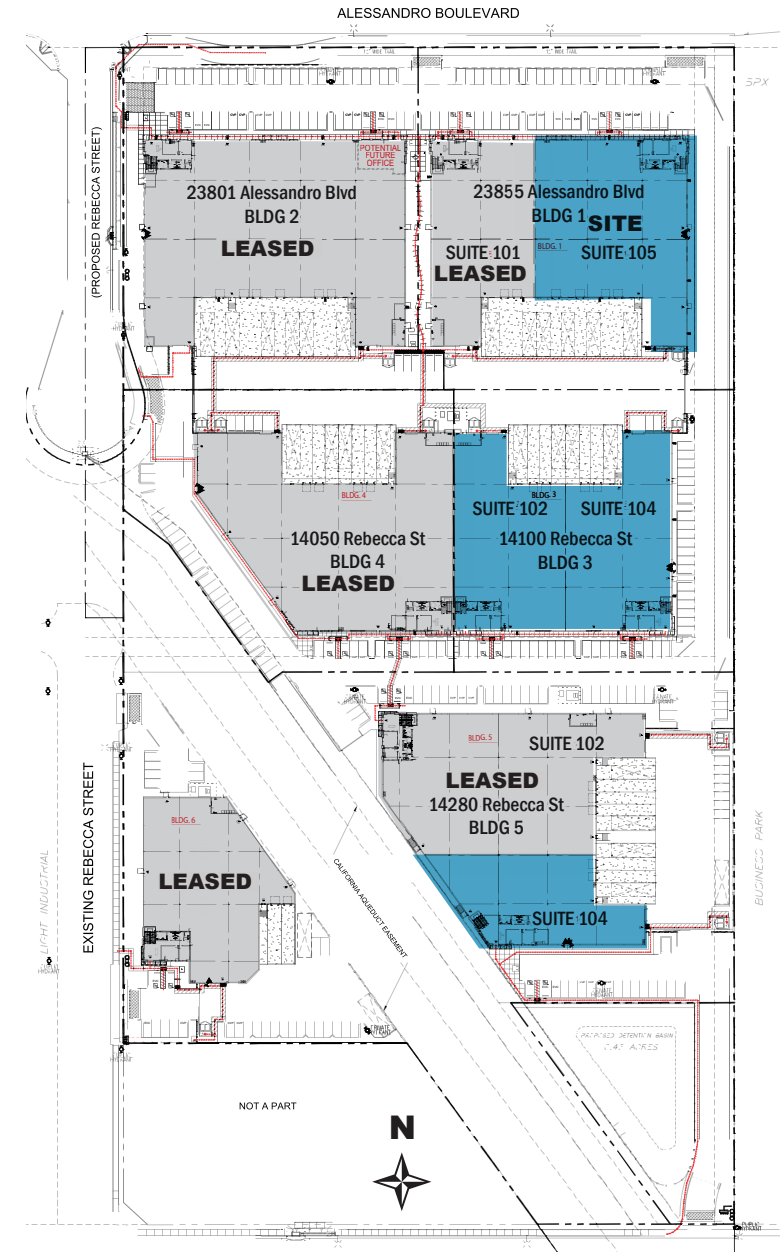 ALESSANDRO BOULEVARD
SPX
(PROPOSED REBECCA STREET)
POTENTIAL
FUTURE
OFFICE
23801 Alessandro Blvd
BLDG 2
LEASED
23855 Alessandro Blvd
BLDG 1
SITE
BLDG. 1
SUITE 101
LEASED
SUITE 105
BLDG. 4
14050 Rebecca St
BLDG 4
LEASED
BLDG. 3
SUITE 102
SUITE 104
14100 Rebecca St
BLDG 3
BLDG. 5
SUITE 102
LEASED
14280 Rebecca St
BLDG 5
SUITE 104
BLDG. 6
LEASED
LIGHT INDUSTRIAL
EXISTING REBECCA STREET
CALIFORNIA AQUEDUCT EASEMENT
BUSINESS PARK
PROPOSED DETENTION BASIN
2.43 ACRES
NOT A PART
N